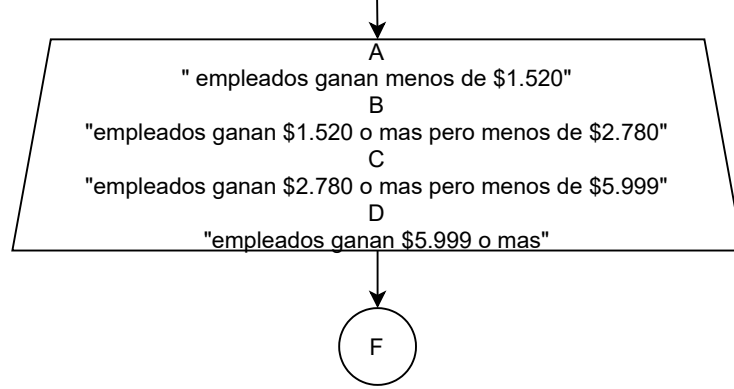 A
" empleados ganan menos de $1.520"
B
"empleados ganan $1.520 o mas pero menos de $2.780"
C
"empleados ganan $2.780 o mas pero menos de $5.999"
D
"empleados ganan $5.999 o mas"
F